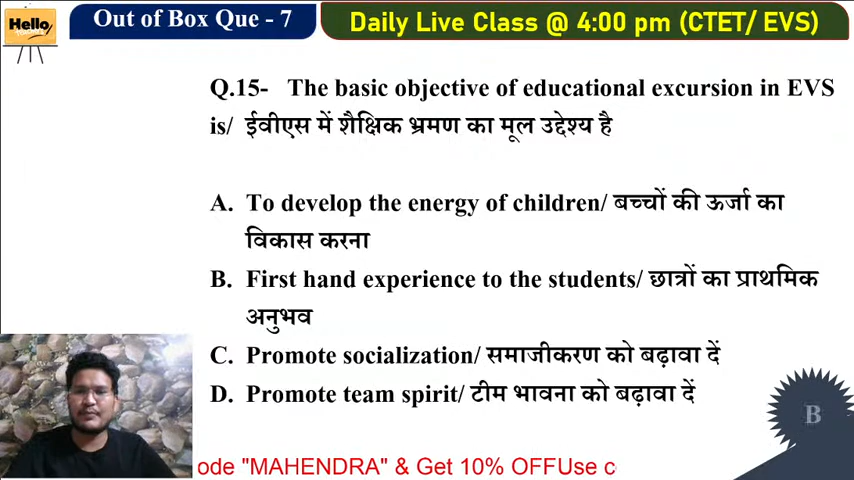 Hello
Out of Box Que - 7
Daily Live Class @ 4:00 pm (CTET/ EVS)
Q.15- The basic objective of educational excursion in EVS
is/ ईवीएस में शैक्षिक भ्रमण का मूल उद्देश्य है
A. To develop the energy of children/ बच्चों की ऊर्जा का
विकास करना
B. First hand experience to the students/ छात्रों का प्राथमिक
अनुभव
C. Promote socialization/ समाजीकरण को बढ़ावा दें
D. Promote team spirit/ टीम भावना को बढ़ावा दें
B
ode "MAHENDRA" & Get 10% OFFUse c